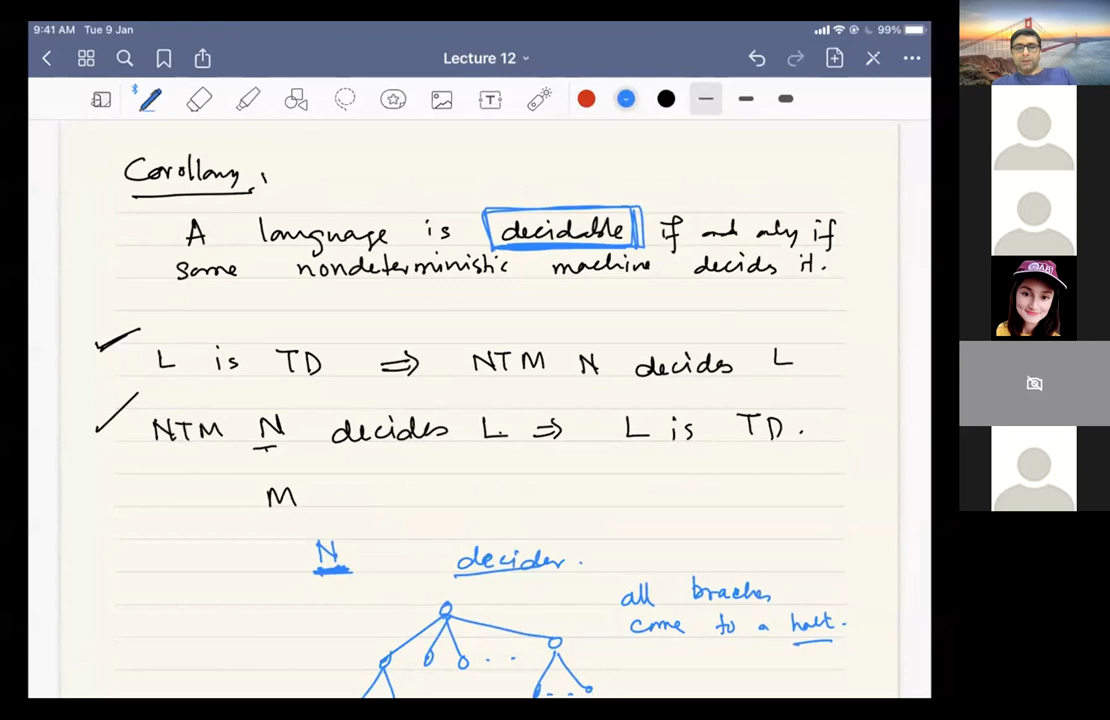 9:41 AM Tue 9 Jan
99%
Lecture 12
Corollary,
A language is decidable if and only if
some nondeterministic machine decides it.
L is TD ⇒ NTM N decides L
NTM N decides L ⇒ L is TD.
M
N decider.
all braches
come to a halt.